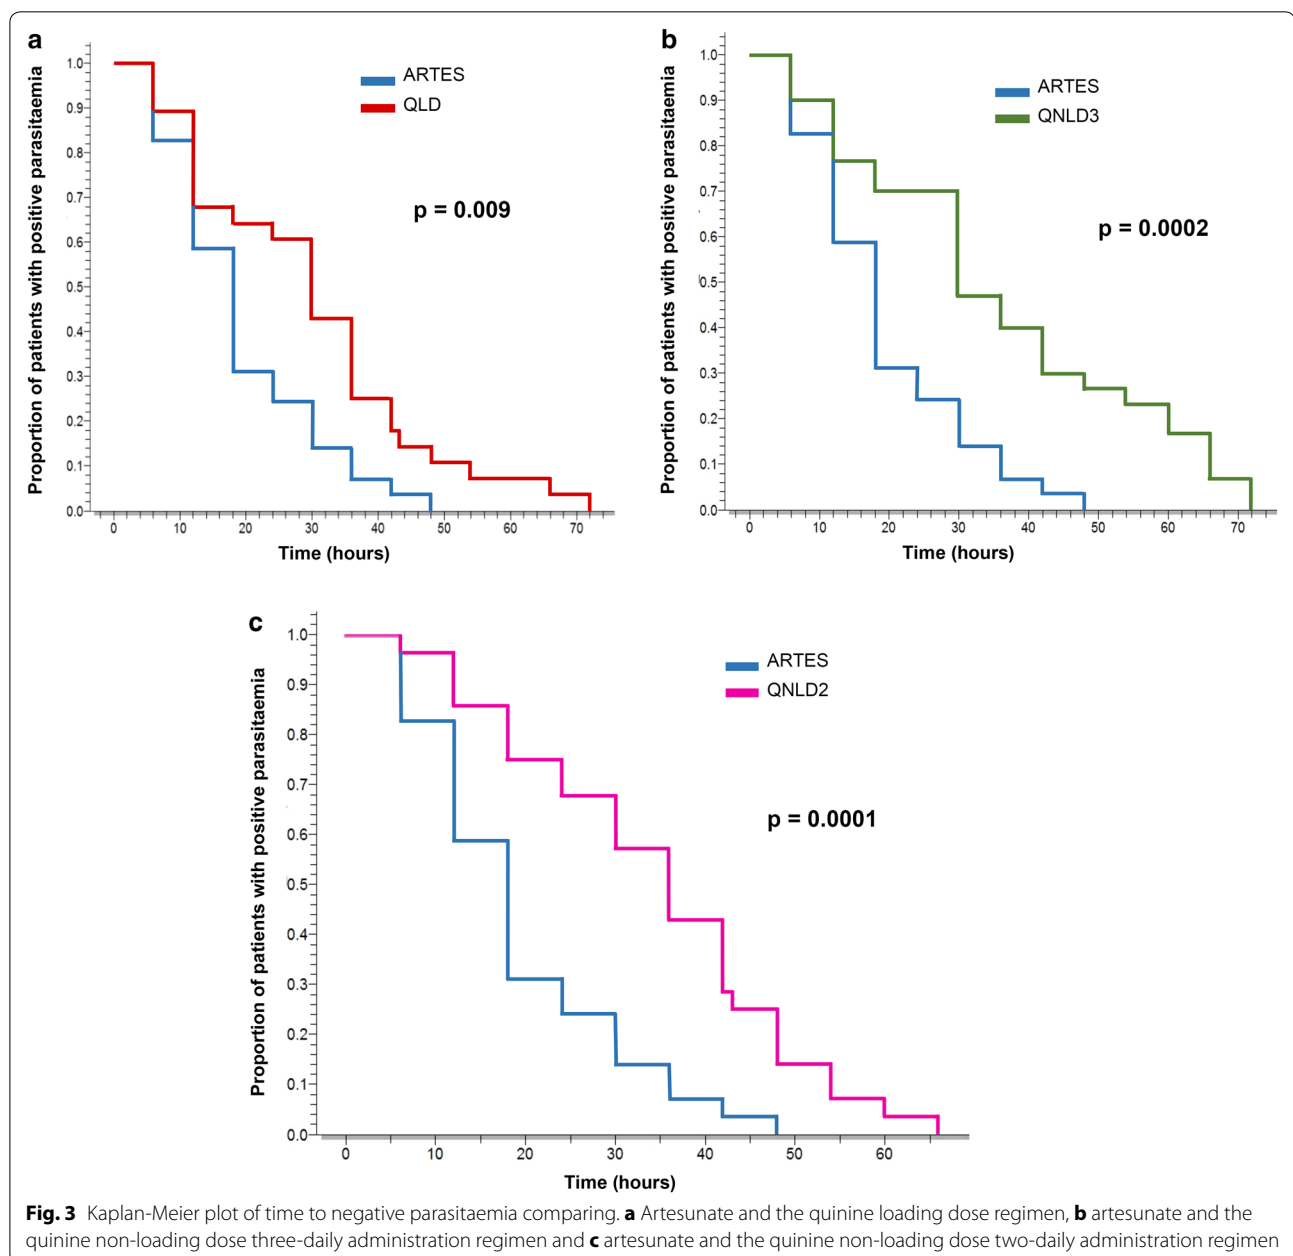 a
1.0
0.9
0.8
0.7
0.6
0.5
0.4
0.3
0.2
0.1
0.0
Proportion of patients with positive parasitaemia
ARTES
QLD
p = 0.009
0 10 20 30 40 50 60 70
Time (hours)
b
1.0
0.9
0.8
0.7
0.6
0.5
0.4
0.3
0.2
0.1
0.0
Proportion of patients with positive parasitaemia
ARTES
QNLD3
p = 0.0002
0 10 20 30 40 50 60 70
Time (hours)
c
1.0
0.9
0.8
0.7
0.6
0.5
0.4
0.3
0.2
0.1
0.0
Proportion of patients with positive parasitaemia
ARTES
QNLD2
p = 0.0001
0 10 20 30 40 50 60
Time (hours)
Fig. 3 Kaplan-Meier plot of time to negative parasitaemia comparing. a Artesunate and the quinine loading dose regimen, b artesunate and the
quinine non-loading dose three-daily administration regimen and c artesunate and the quinine non-loading dose two-daily administration regimen